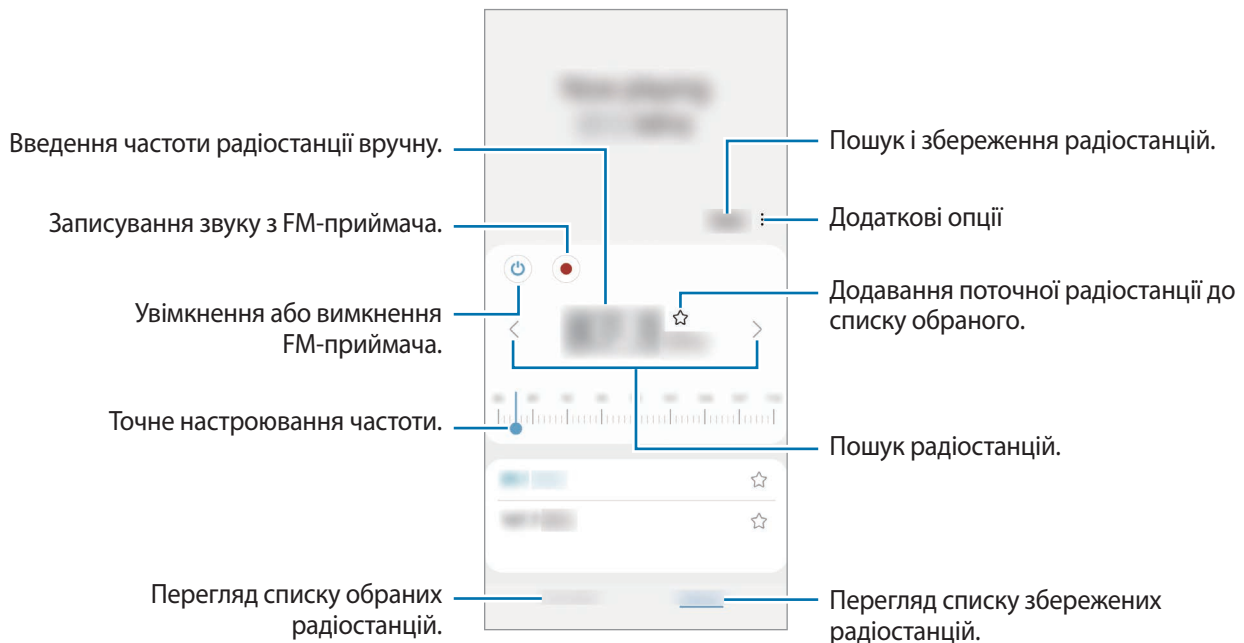 Введення частоти радіостанції вручну.
Записування звуку з FM-приймача.
Увімкнення або вимкнення
FM-приймача.
Точне настроювання частоти.
Перегляд списку обраних
радіостанцій.
Пошук і збереження радіостанцій.
Додаткові опції
Додавання поточної радіостанції до
списку обраного.
Пошук радіостанцій.
Перегляд списку збережених
радіостанцій.